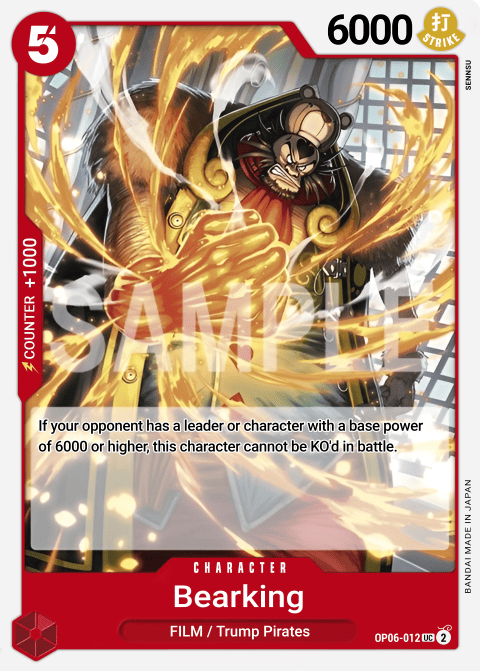 5
6000
打
STRIKE
SENNSU
COUNTER +1000
SAMPLE
If your opponent has a leader or character with a base power
of 6000 or higher, this character cannot be KO'd in battle.
BANDAI MADE IN JAPAN
CHARACTER
Bearking
FILM / Trump Pirates
OP06-012 UC 2